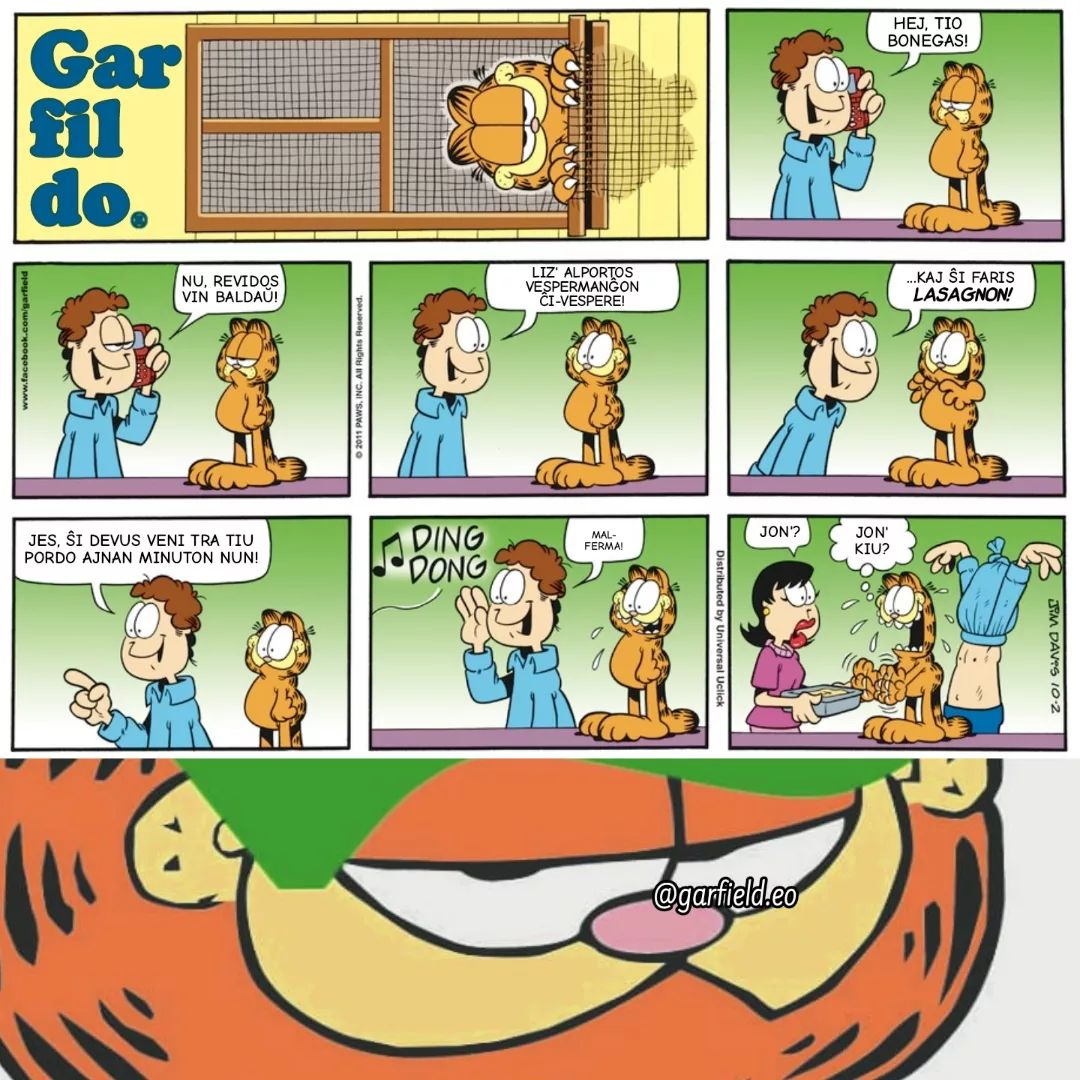 Gar
fil
do®
HEJ, TIO
BONEGAS!
www.facebook.com/garfield
NU, REVIDOS
VIN BALDAŬ!
© 2011 PAWS, INC. All Rights Reserved.
LIZ' ALPORTOS
VESPERMANĜON
ĈI-VESPERE!
...KAJ ŜI FARIS
LASAGNON!
JES, ŜI DEVUS VENI TRA TIU
PORDO AJNAN MINUTON NUN!
DING
DONG
MAL-
FERMA!
Distributed by Universal Uclick
JON'?
JON'
KIU?
JIM DAVIS 10-2
@garfield.eo